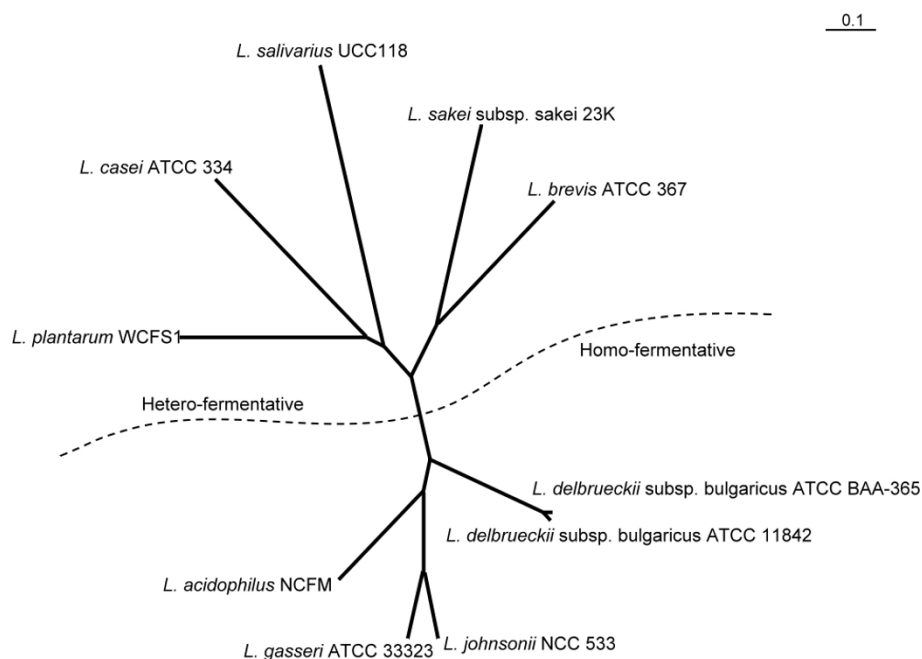 0.1
L. salivarius UCC118
L. sakei subsp. sakei 23K
L. casei ATCC 334
L. brevis ATCC 367
L. plantarum WCFS1
Homo-fermentative
Hetero-fermentative
L. delbrueckii subsp. bulgaricus ATCC BAA-365
L. delbrueckii subsp. bulgaricus ATCC 11842
L. acidophilus NCFM
L. gasseri ATCC 33323
L. johnsonii NCC 533